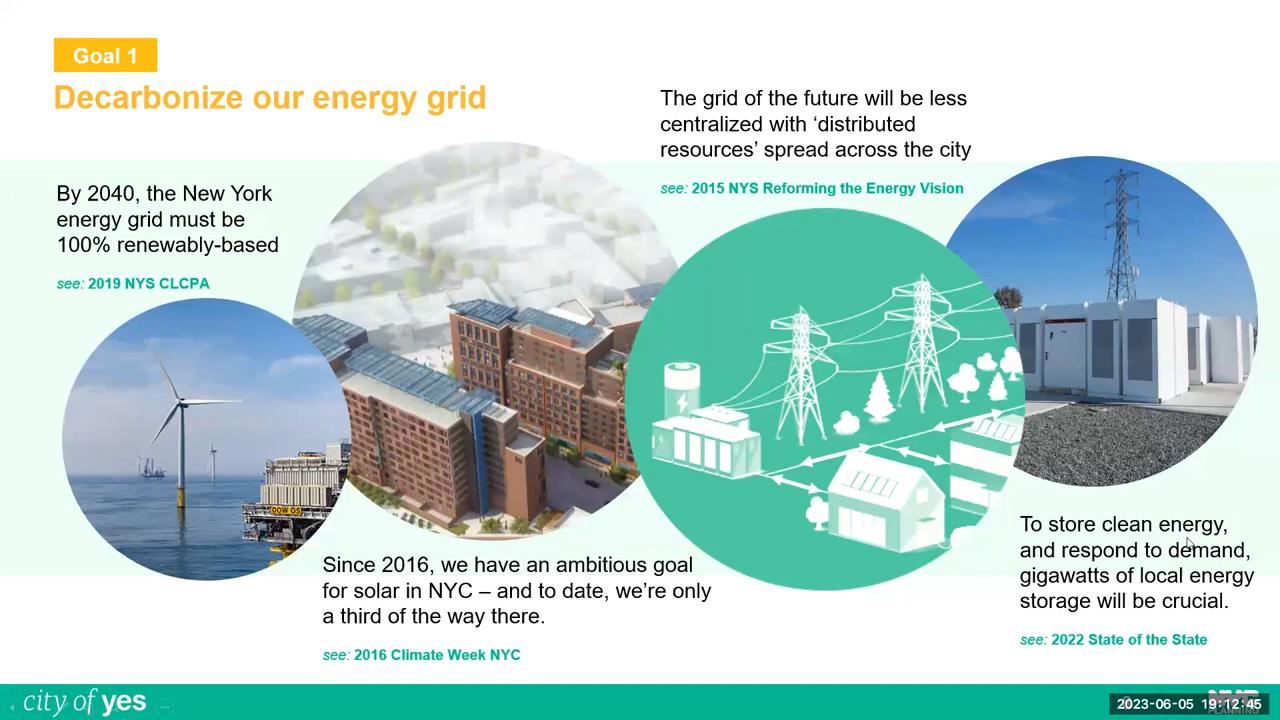 Goal 1
Decarbonize our energy grid
By 2040, the New York
energy grid must be
100% renewably-based
see: 2019 NYS CLCPA
Since 2016, we have an ambitious goal
for solar in NYC – and to date, we're only
a third of the way there.
see: 2016 Climate Week NYC
The grid of the future will be less
centralized with ‘distributed
resources’ spread across the city
see: 2015 NYS Reforming the Energy Vision
To store clean energy,
and respond to demand,
gigawatts of local energy
storage will be crucial.
see: 2022 State of the State
city of yes
2023-06-05 19:12:45
PLANNING